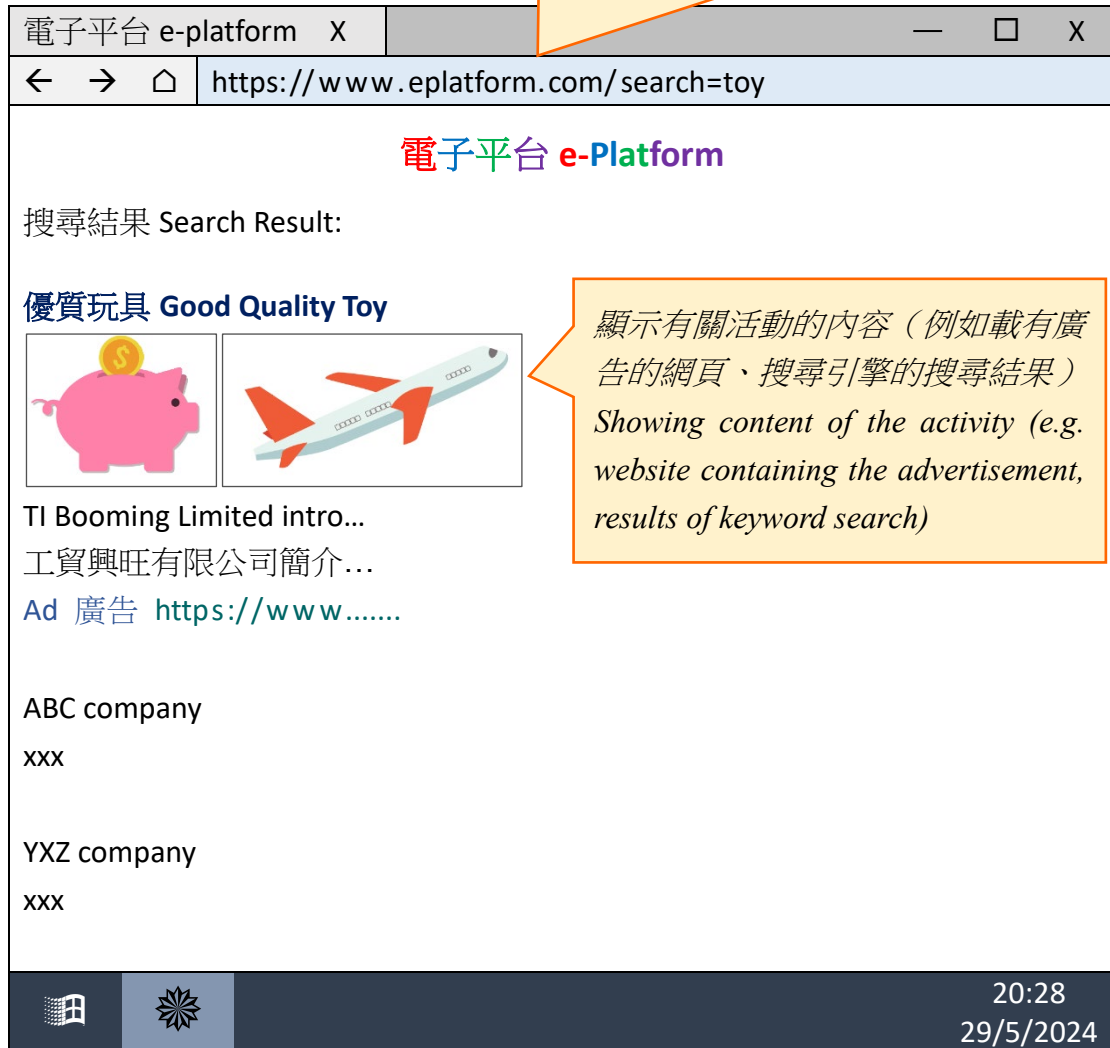 電子平台 e-platform X
— X
https://www.eplatform.com/search=toy
電子平台 e-Platform
搜尋結果 Search Result:
優質玩具 Good Quality Toy
$
TI Booming Limited intro…
工貿興旺有限公司簡介…
Ad 廣告 https://www…….
顯示有關活動的內容（例如載有廣
告的網頁、搜尋引擎的搜尋結果）
Showing content of the activity (e.g.
website containing the advertisement,
results of keyword search)
ABC company
xxx
YXZ company
xxx
20:28
29/5/2024